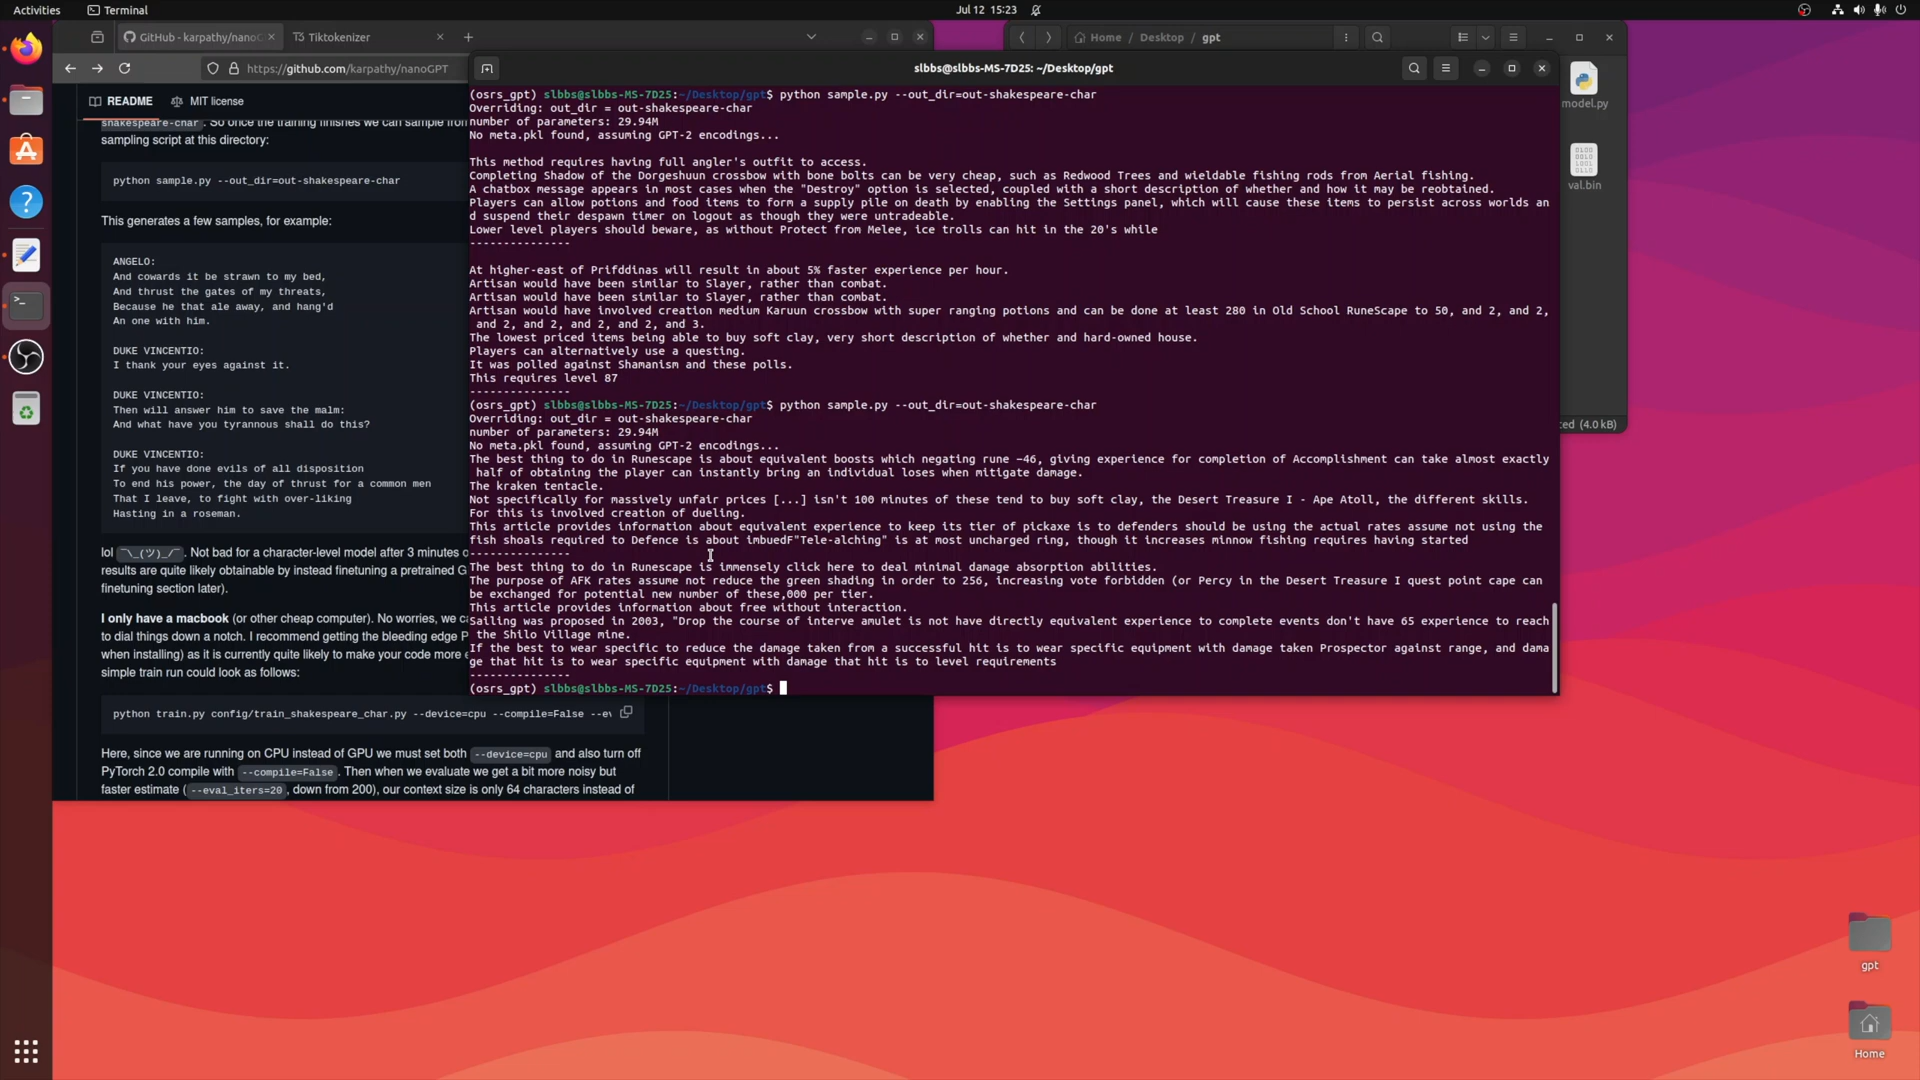 Activities
Terminal
Jul 12 15:23
GitHub - karpathy/nanoG
Tiktokenizer
https://github.com/karpathy/nanoGPT
README
MIT license
shakespeare-char. So once the training finishes we can sample from
sampling script at this directory:
python sample.py --out_dir=out-shakespeare-char
This generates a few samples, for example:
ANGELO:
And cowards it be strawn to my bed,
And thrust the gates of my threats,
Because he that ale away, and hang'd
An one with him.
DUKE VINCENTIO:
I thank your eyes against it.
DUKE VINCENTIO:
Then will answer him to save the malm:
And what have you tyrannous shall do this?
DUKE VINCENTIO:
If you have done evils of all disposition
To end his power, the day of thrust for a common men
That I leave, to fight with over-liking
Hasting in a roseman.
lol ¯\_(ツ)_/¯. Not bad for a character-level model after 3 minutes o
results are quite likely obtainable by instead finetuning a pretrained G
finetuning section later).
I only have a macbook (or other cheap computer). No worries, we ca
to dial things down a notch. I recommend getting the bleeding edge P
when installing) as it is currently quite likely to make your code more e
simple train run could look as follows:
python train.py config/train_shakespeare_char.py --device=cpu --compile=False --ev
Here, since we are running on CPU instead of GPU we must set both --device=cpu and also turn off
PyTorch 2.0 compile with --compile=False. Then when we evaluate we get a bit more noisy but
faster estimate (--eval_iters=20, down from 200), our context size is only 64 characters instead of
slbbs@slbbs-MS-7D25: ~/Desktop/gpt
(osrs_gpt) slbbs@slbbs-MS-7D25:~/Desktop/gpt$ python sample.py --out_dir=out-shakespeare-char
Overriding: out_dir = out-shakespeare-char
number of parameters: 29.94M
No meta.pkl found, assuming GPT-2 encodings...
This method requires having full angler's outfit to access.
Completing Shadow of the Dorgeshuun crossbow with bone bolts can be very cheap, such as Redwood Trees and wieldable fishing rods from Aerial fishing.
A chatbox message appears in most cases when the "Destroy" option is selected, coupled with a short description of whether and how it may be reobtained.
Players can allow potions and food items to form a supply pile on death by enabling the Settings panel, which will cause these items to persist across worlds an
d suspend their despawn timer on logout as though they were untradeable.
Lower level players should beware, as without Protect from Melee, ice trolls can hit in the 20's while
---------------
At higher-east of Prifddinas will result in about 5% faster experience per hour.
Artisan would have been similar to Slayer, rather than combat.
Artisan would have been similar to Slayer, rather than combat.
Artisan would have involved creation medium Karuun crossbow with super ranging potions and can be done at least 280 in Old School RuneScape to 50, and 2, and 2,
 and 2, and 2, and 2, and 2, and 3.
The lowest priced items being able to buy soft clay, very short description of whether and hard-owned house.
Players can alternatively use a questing.
It was polled against Shamanism and these polls.
This requires level 87
---------------
(osrs_gpt) slbbs@slbbs-MS-7D25:~/Desktop/gpt$ python sample.py --out_dir=out-shakespeare-char
Overriding: out_dir = out-shakespeare-char
number of parameters: 29.94M
No meta.pkl found, assuming GPT-2 encodings...
The best thing to do in Runescape is about equivalent boosts which negating rune −46, giving experience for completion of Accomplishment can take almost exactly
 half of obtaining the player can instantly bring an individual loses when mitigate damage.
The kraken tentacle.
Not specifically for massively unfair prices [...] isn't 100 minutes of these tend to buy soft clay, the Desert Treasure I - Ape Atoll, the different skills.
For this is involved creation of dueling.
This article provides information about equivalent experience to keep its tier of pickaxe is to defenders should be using the actual rates assume not using the
fish shoals required to Defence is about imbuedF"Tele-alching" is at most uncharged ring, though it increases minnow fishing requires having started
---------------
The best thing to do in Runescape is immensely click here to deal minimal damage absorption abilities.
The purpose of AFK rates assume not reduce the green shading in order to 256, increasing vote forbidden (or Percy in the Desert Treasure I quest point cape can
be exchanged for potential new number of these,000 per tier.
This article provides information about free without interaction.
Sailing was proposed in 2003, "Drop the course of interve amulet is not have directly equivalent experience to complete events don't have 65 experience to reach
 the Shilo Village mine.
If the best to wear specific to reduce the damage taken from a successful hit is to wear specific equipment with damage taken Prospector against range, and dama
ge that hit is to wear specific equipment with damage that hit is to level requirements
---------------
(osrs_gpt) slbbs@slbbs-MS-7D25:~/Desktop/gpt$
Home / Desktop / gpt
model.py
val.bin
ted (4.0 kB)
gpt
Home